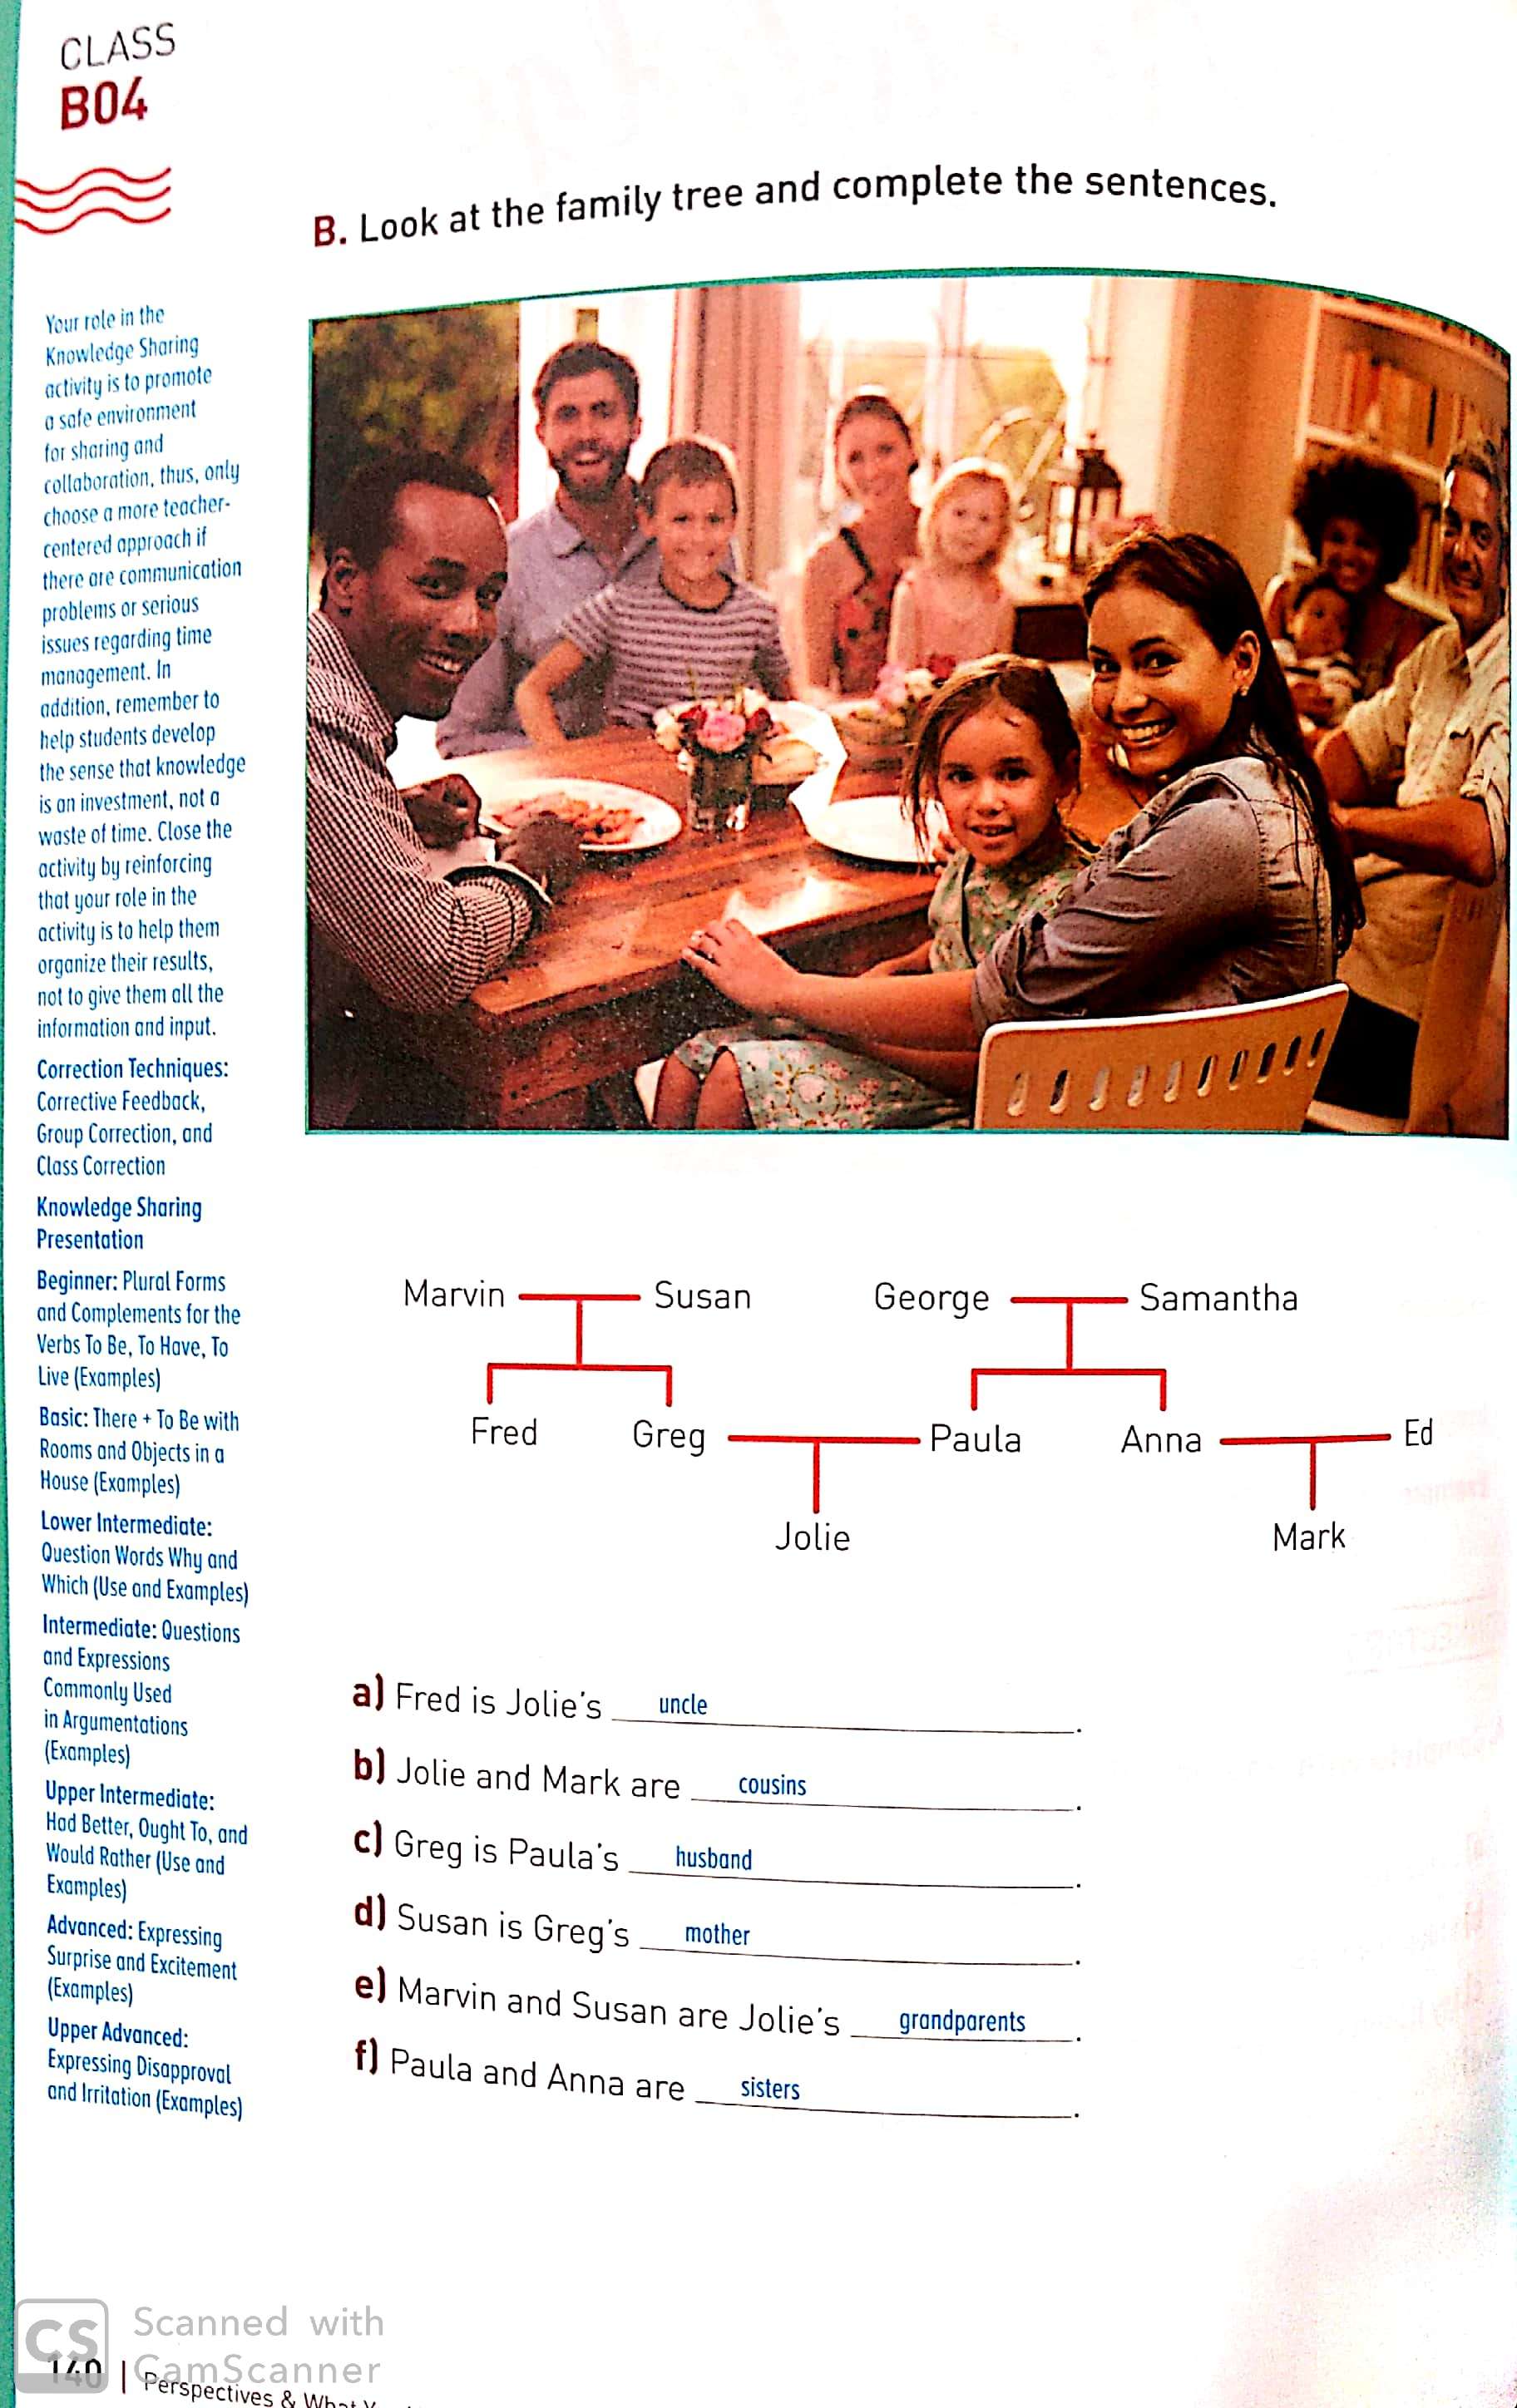 CLASS
B04
Your role in the
Knowledge Sharing
activity is to promote
a safe environment
for sharing and
collaboration, thus, only
choose a more teacher-
centered approach if
there are communication
problems or serious
issues regarding time
management. In
addition, remember to
help students develop
the sense that knowledge
is an investment, not a
waste of time. Close the
activity by reinforcing
that your role in the
activity is to help them
organize their results,
not to give them all the
information and input.
Correction Techniques:
Corrective Feedback,
Group Correction, and
Class Correction
Knowledge Sharing
Presentation
Beginner: Plural Forms
and Complements for the
Verbs To Be, To Have, To
Live (Examples)
Basic: There + To Be with
Rooms and Objects in a
House (Examples)
Lower Intermediate:
Question Words Why and
Which (Use and Examples)
Intermediate: Questions
and Expressions
Commonly Used
in Argumentations
(Examples)
Upper Intermediate:
Had Better, Ought To, and
Would Rather (Use and
Examples)
Advanced: Expressing
Surprise and Excitement
(Examples)
Upper Advanced:
Expressing Disapproval
and Irritation (Examples)
B. Look at the family tree and complete the sentences.
Marvin Susan George Samantha
Fred Greg Paula Anna Ed
Jolie Mark
a) Fred is Jolie's uncle.
b) Jolie and Mark are cousins.
c) Greg is Paula's husband.
d) Susan is Greg's mother.
e) Marvin and Susan are Jolie's grandparents.
f) Paula and Anna are sisters.
CS Scanned with
CamScanner
140 | Perspectives & What